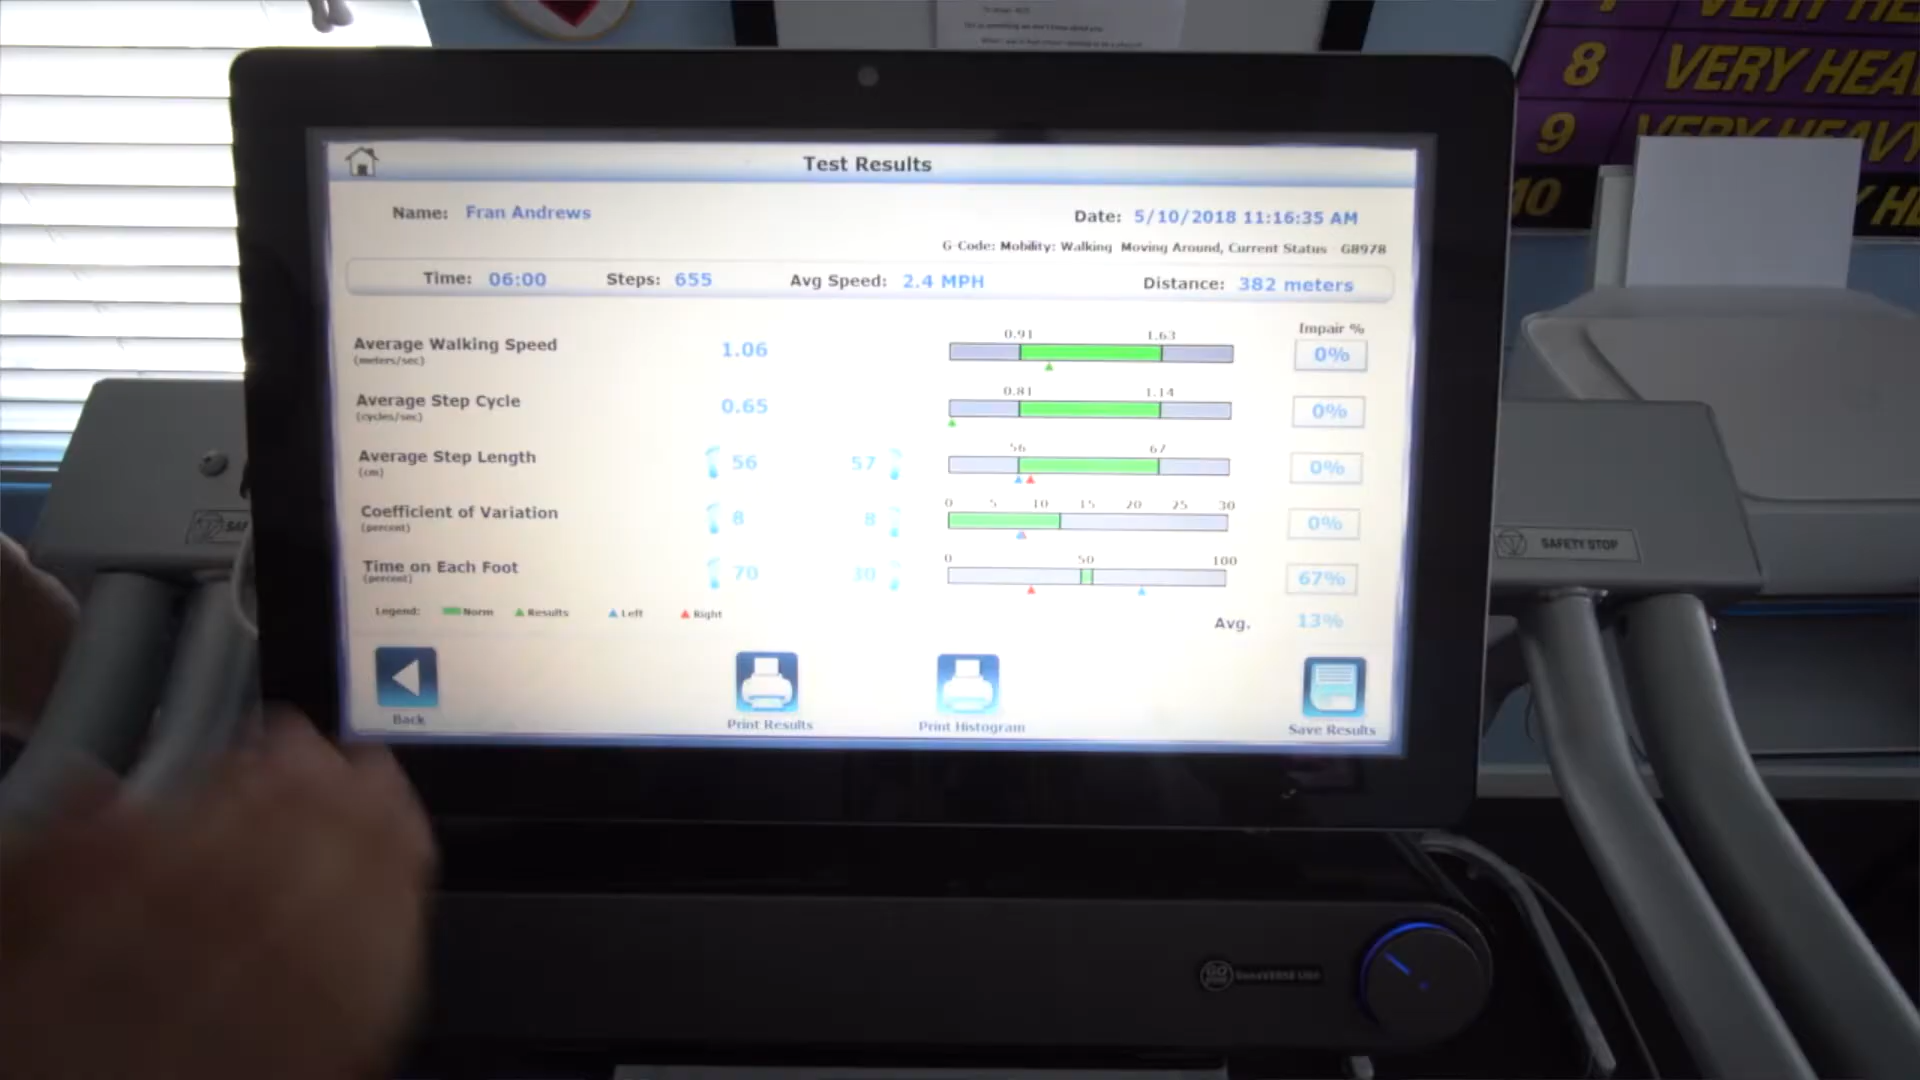 Test Results
Name: Fran Andrews
Date: 5/10/2018 11:16:35 AM
G-Code: Mobility: Walking Moving Around, Current Status G8978
Time: 06:00 Steps: 655 Avg Speed: 2.4 MPH Distance: 382 meters
Impair %
Average Walking Speed 1.06 0.91 1.63 0%
(meters/sec)
Average Step Cycle 0.65 0.81 1.14 0%
(cycles/sec)
Average Step Length 56 57 56 67 0%
(cm)
Coefficient of Variation 8 8 0 5 10 15 20 25 30 0%
(percent)
Time on Each Foot 70 30 0 50 100 67%
(percent)
Legend: Norm Results Left Right
Avg. 13%
Back
Print Results
Print Histogram
Save Results
8 VERY HEA
9 VERY HEAVY
10 Y HE
SAFETY STOP
SAF